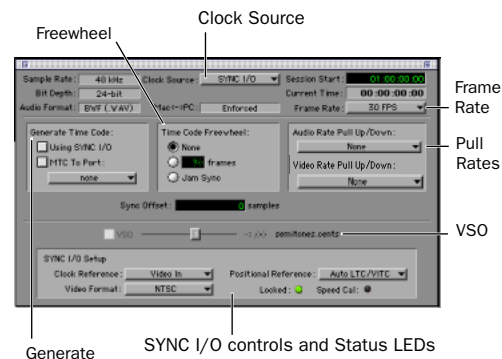 Clock Source
Freewheel
Sample Rate: 48 kHz Clock Source: SYNC I/O Session Start: 01:00:00:00
Bit Depth: 24-bit Current Time: 00:00:00:00
Audio Format: BWF (.WAV) Mac<->PC: Enforced Frame Rate: 30 FPS
Frame
Rate
Generate Time Code: Time Code Freewheel: Audio Rate Pull Up/Down:
Using SYNC I/O None None
MTC To Port: frames Video Rate Pull Up/Down:
none Jam Sync None
Pull
Rates
Sync Offset: 0 samples
VSO semitones.cents
VSO
SYNC I/O Setup
Clock Reference: Video In Positional Reference: Auto LTC/VITC
Video Format: NTSC Locked: Speed Cal:
Generate
SYNC I/O controls and Status LEDs